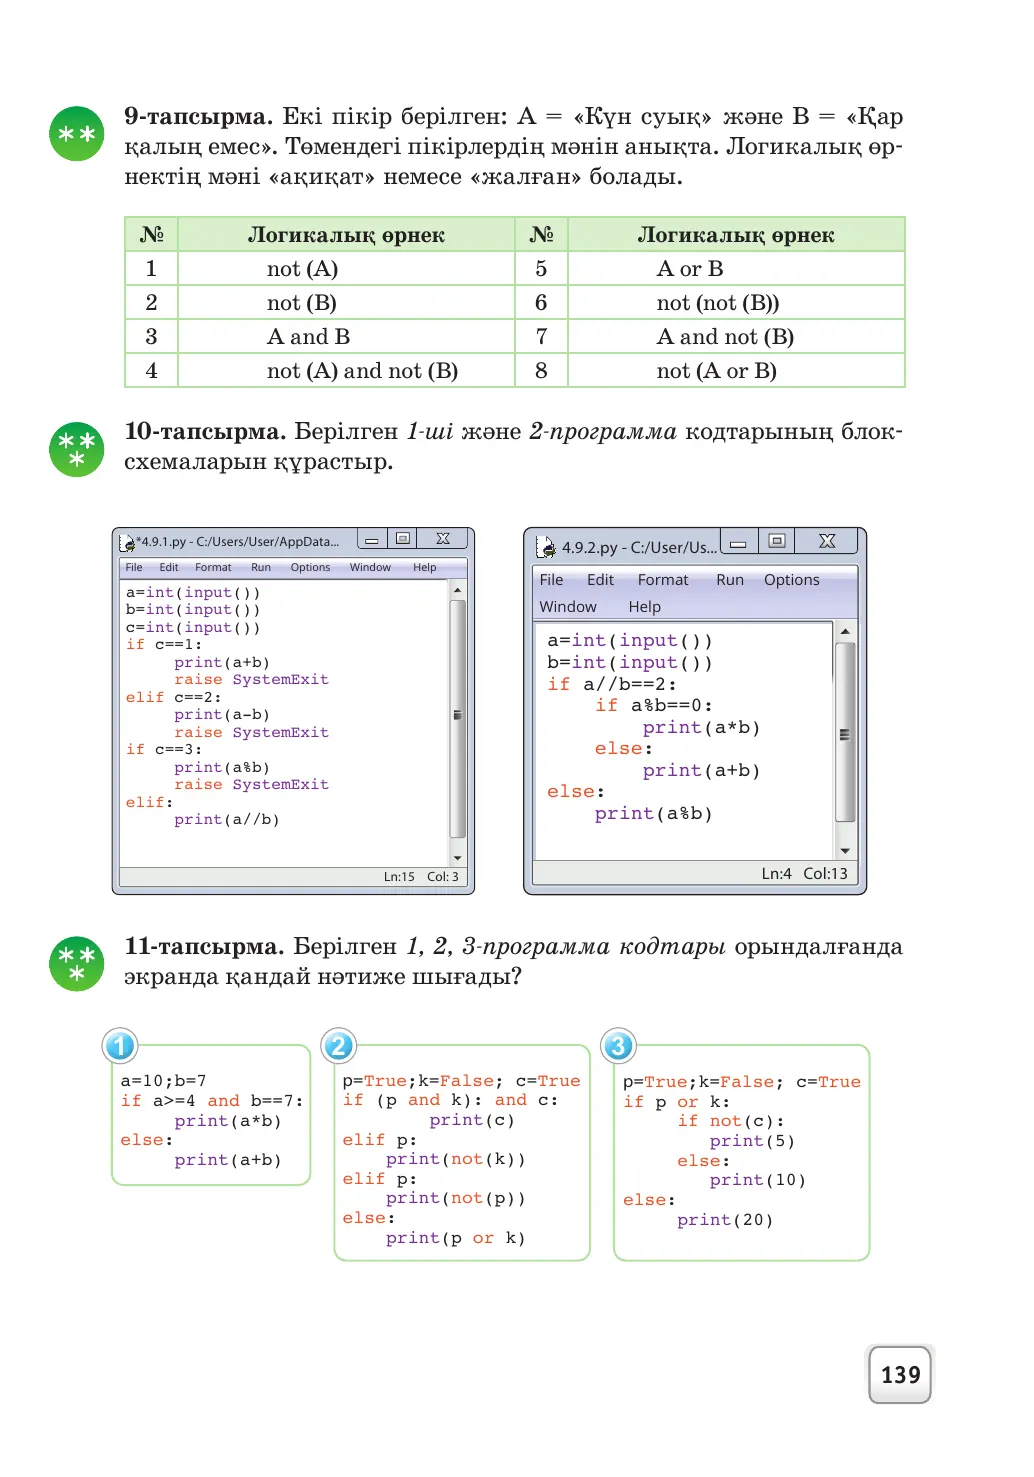 9-тапсырма. Екі пікір берілген: А = «Күн суық» және В = «Қар
қалың емес». Төмендегі пікірлердің мәнін анықта. Логикалық өр-
нектің мәні «ақиқат» немесе «жалған» болады.
№ Логикалық өрнек № Логикалық өрнек
1 not (A) 5 A or B
2 not (B) 6 not (not (B))
3 A and B 7 A and not (B)
4 not (A) and not (B) 8 not (A or B)
10-тапсырма. Берілген 1-ші және 2-программа кодтарының блок-
схемаларын құрастыр.
*4.9.1.py - C:/Users/User/AppData...
File Edit Format Run Options Window Help
a=int(input())
b=int(input())
c=int(input())
if c==1:
print(a+b)
raise SystemExit
elif c==2:
print(a-b)
raise SystemExit
if c==3:
print(a%b)
raise SystemExit
elif:
print(a//b)
Ln:15 Col: 3
4.9.2.py - C:/User/Us...
File Edit Format Run Options
Window Help
a=int(input())
b=int(input())
if a//b==2:
if a%b==0:
print(a*b)
else:
print(a+b)
else:
print(a%b)
Ln:4 Col:13
11-тапсырма. Берілген 1, 2, 3-программа кодтары орындалғанда
экранда қандай нәтиже шығады?
1
a=10;b=7
if a>=4 and b==7:
print(a*b)
else:
print(a+b)
2
p=True;k=False; c=True
if (p and k): and c:
print(c)
elif p:
print(not(k))
elif p:
print(not(p))
else:
print(p or k)
3
p=True;k=False; c=True
if p or k:
if not(c):
print(5)
else:
print(10)
else:
print(20)
139